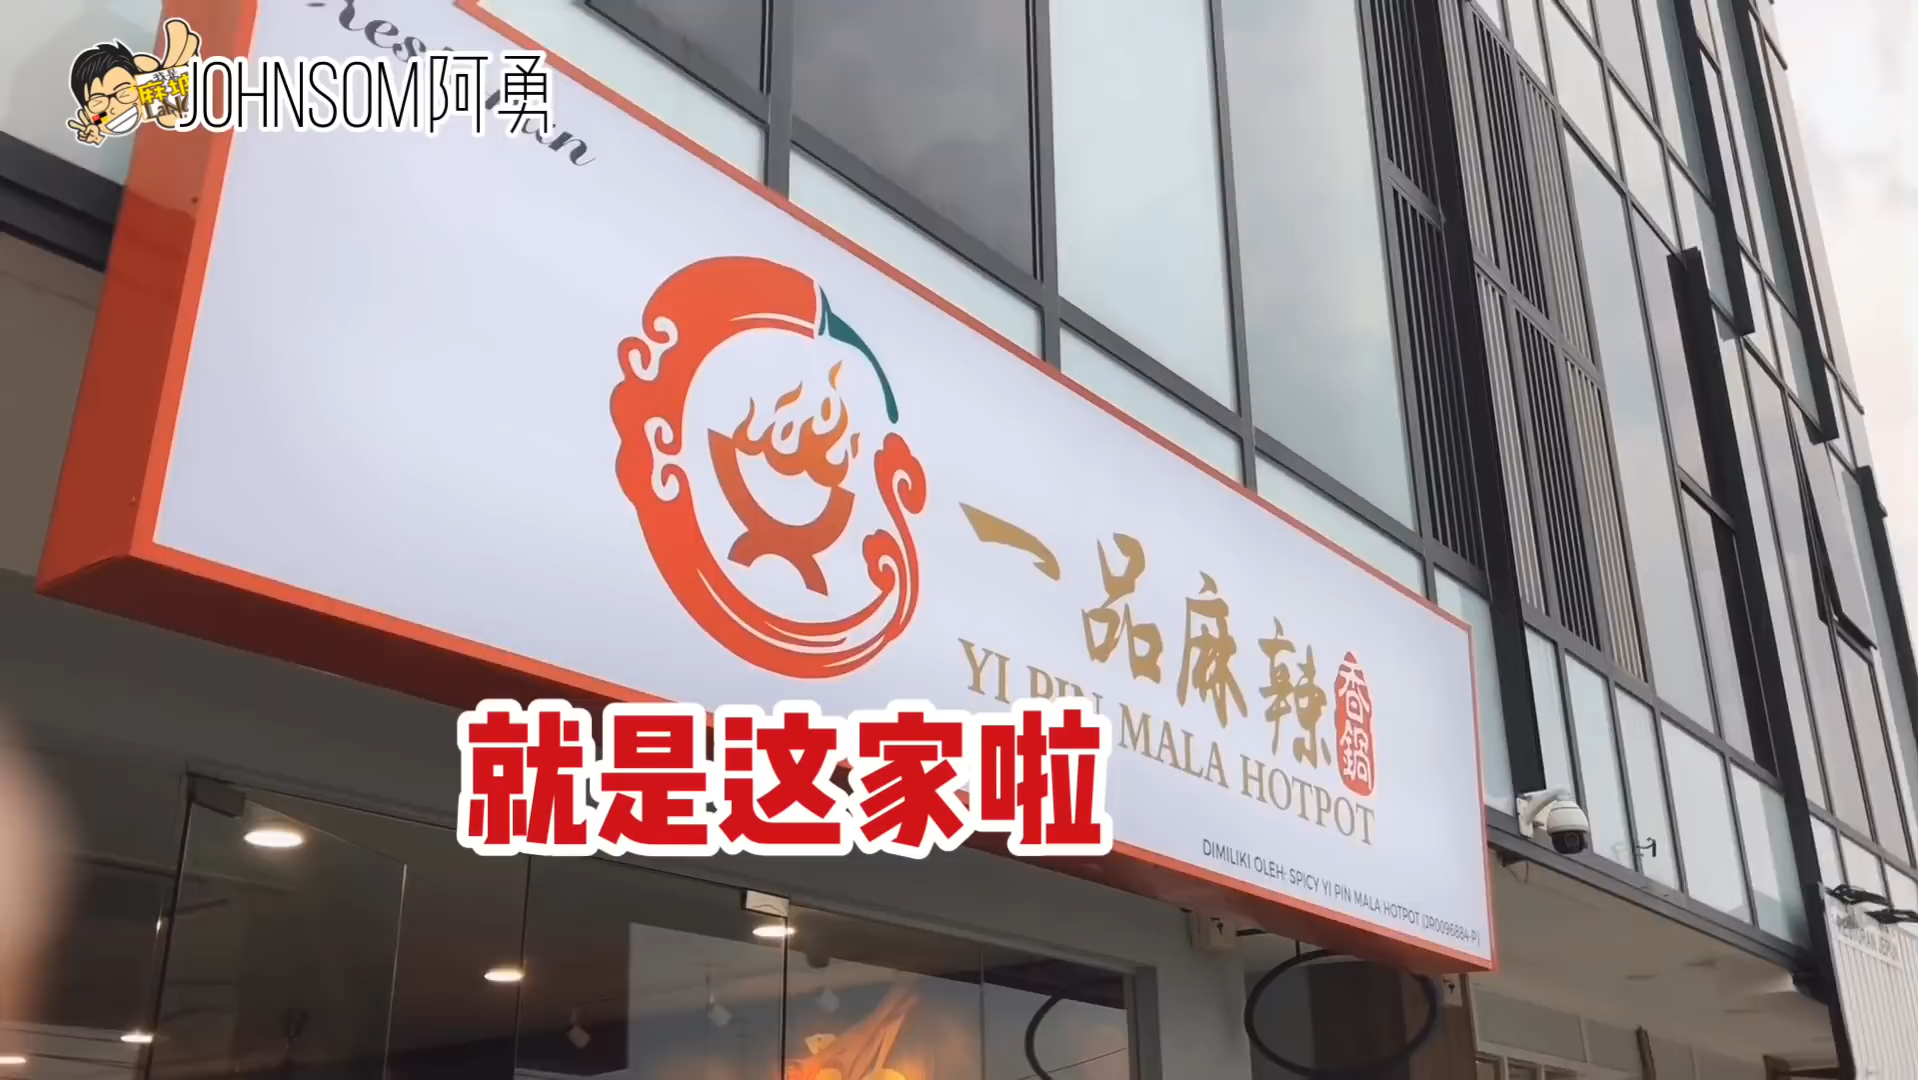 JOHNSOM阿勇
一品麻辣
香鍋
YI PIN MALA HOTPOT
就是这家啦
DIMILIKI OLEH: SPICY YI PIN MALA HOTPOT (JR0096884-P)